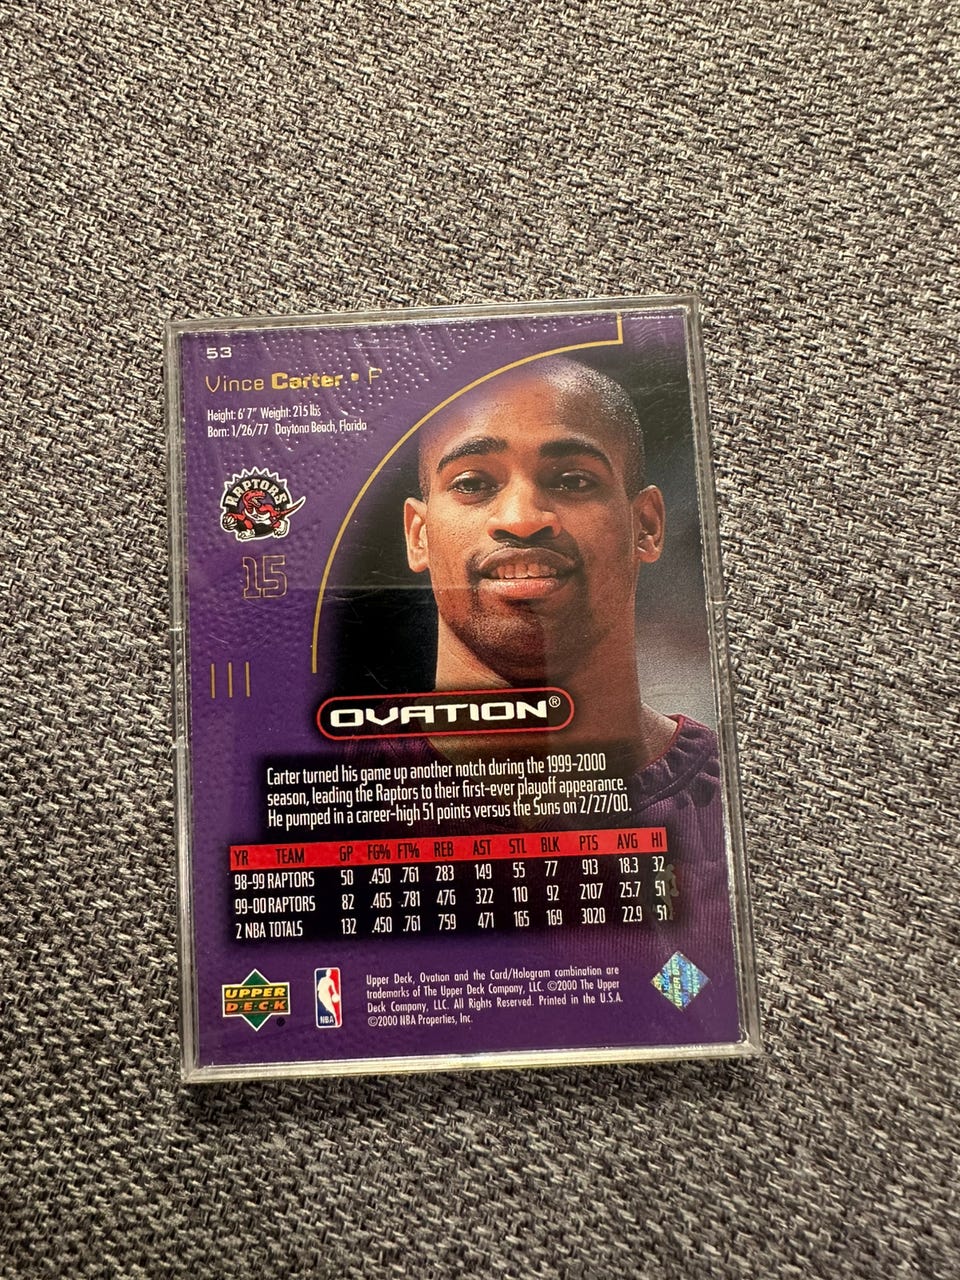 53
Vince Carter • F
Height: 6' 7" Weight: 215 lbs
Born: 1/26/77 Daytona Beach, Florida
RAPTORS
15
OVATION®
Carter turned his game up another notch during the 1999-2000
season, leading the Raptors to their first-ever playoff appearance.
He pumped in a career-high 51 points versus the Suns on 2/27/00.
YR TEAM GP FG% FT% REB AST STL BLK PTS AVG HI
98-99 RAPTORS 50 .450 .761 283 149 55 77 913 18.3 32
99-00 RAPTORS 82 .465 .781 476 322 110 92 2107 25.7 51
2 NBA TOTALS 132 .450 .761 759 471 165 169 3020 22.9 51
UPPER
DECK®
NBA
Upper Deck, Ovation and the Card/Hologram combination are
trademarks of The Upper Deck Company, LLC. ©2000 The Upper
Deck Company, LLC. All Rights Reserved. Printed in the U.S.A.
©2000 NBA Properties, Inc.
UPPER DECK